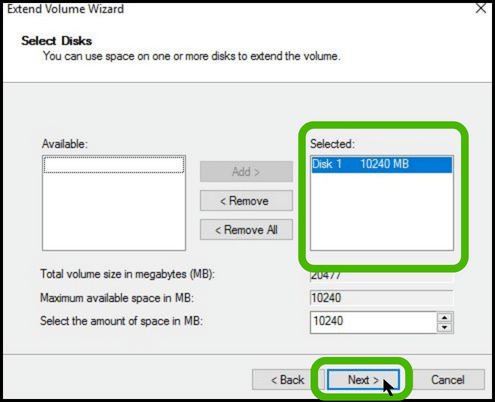 Extend Volume Wizard
Select Disks
You can use space on one or more disks to extend the volume.
Available:
Selected:
Disk 1 10240 MB
Add >
< Remove
< Remove All
Total volume size in megabytes (MB): 20477
Maximum available space in MB: 10240
Select the amount of space in MB: 10240
< Back Next > Cancel